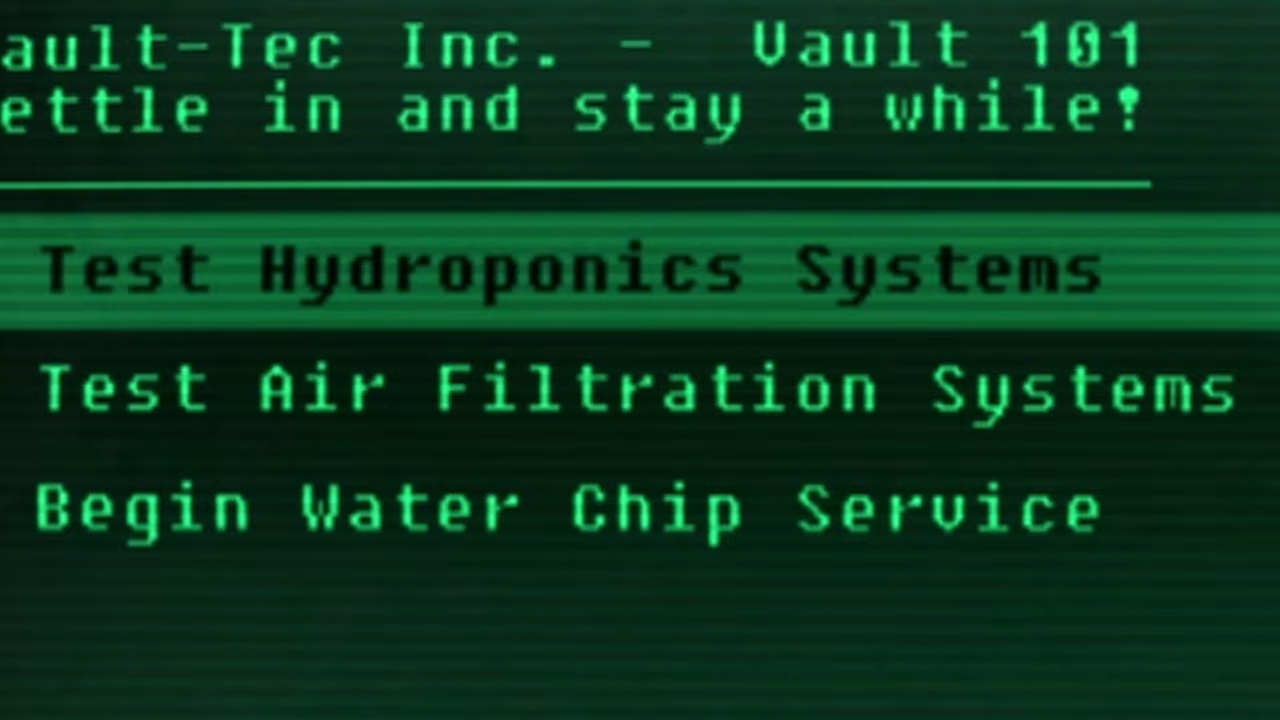 ault-Tec Inc. - Vault 101
ettle in and stay a while!
Test Hydroponics Systems
Test Air Filtration Systems
Begin Water Chip Service